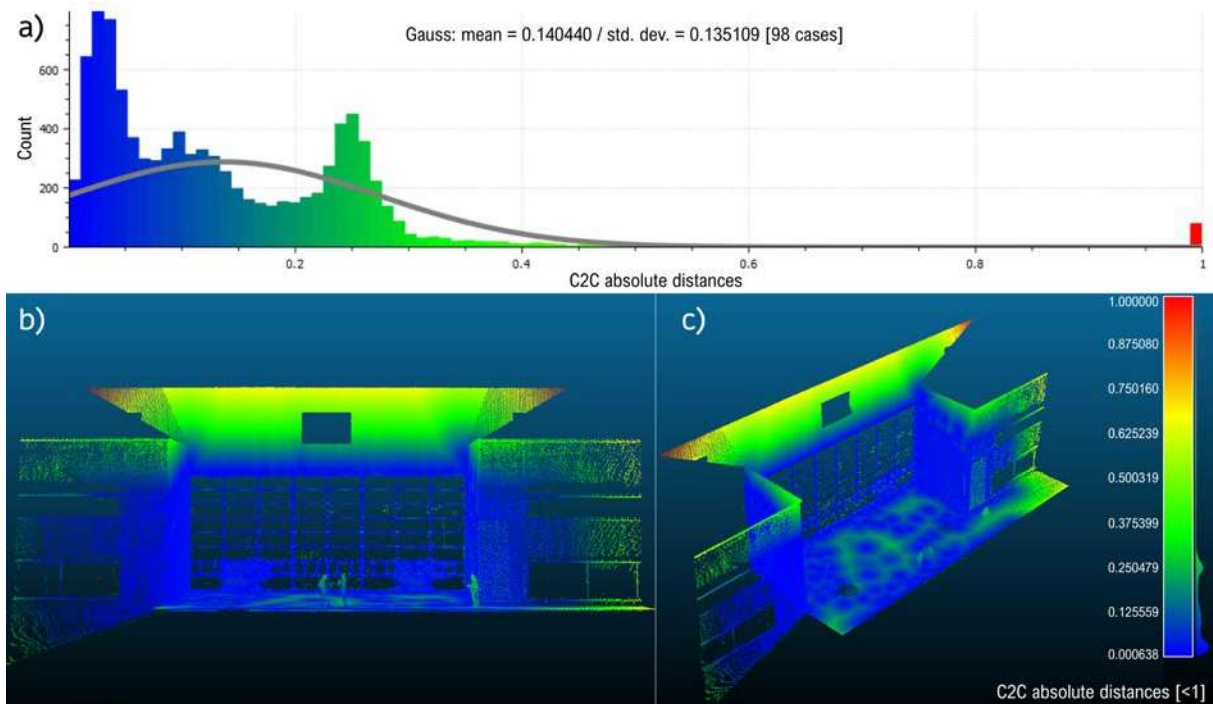 a)
Gauss: mean = 0.140440 / std. dev. = 0.135109 [98 cases]
Count
600
400
200
0
0.2
0.4
0.6
0.8
1
C2C absolute distances
b)
c)
1.000000
0.875080
0.750160
0.625239
0.500319
0.375399
0.250479
0.125559
0.000638
C2C absolute distances [<1]